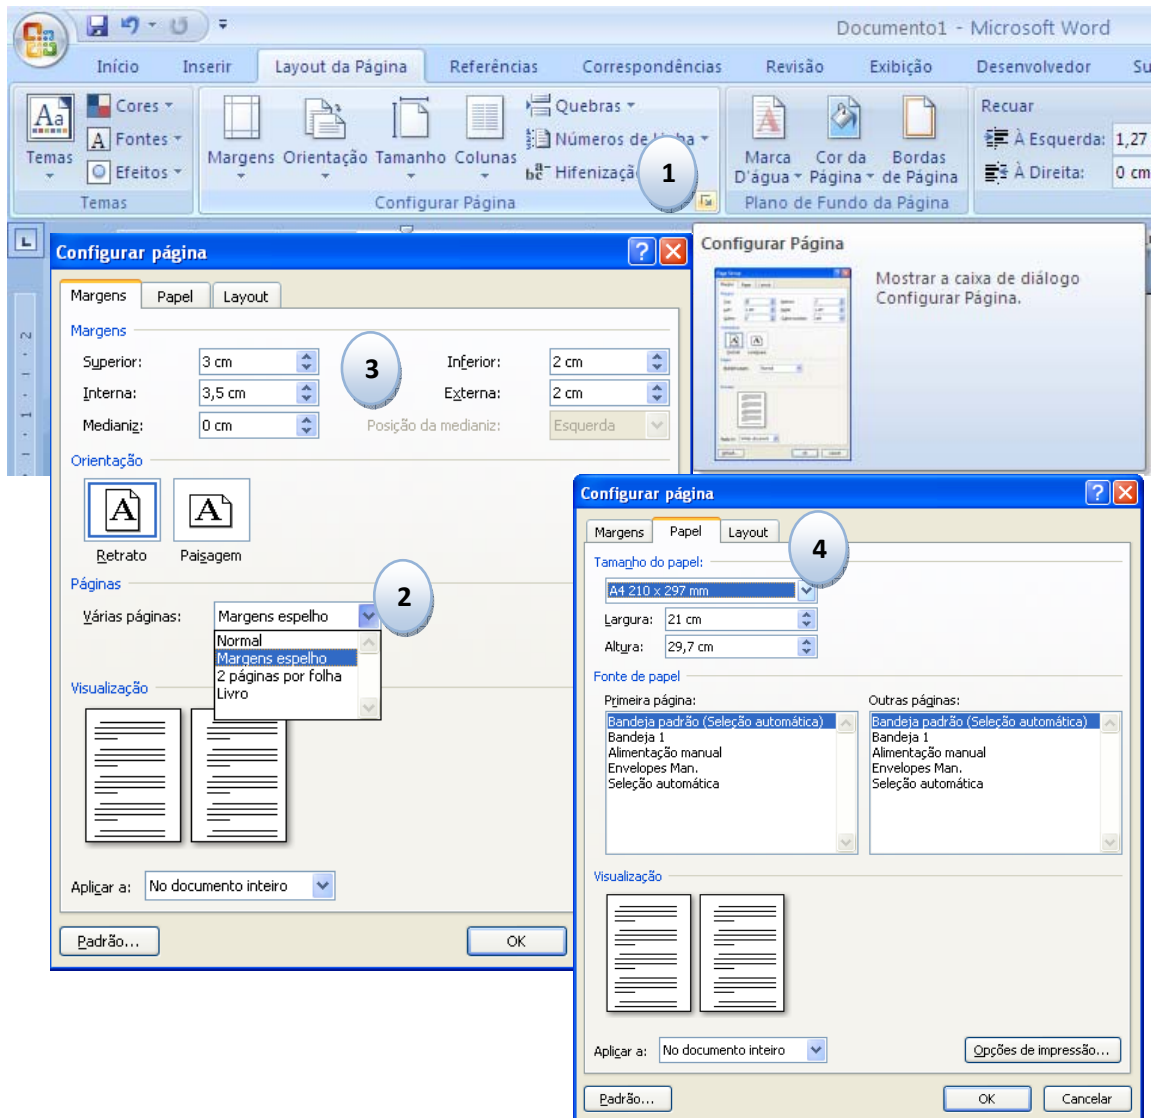 Documento1 - Microsoft Word
Início Inserir Layout da Página Referências Correspondências Revisão Exibição Desenvolvedor Su
Aa
Temas
Cores
A Fontes
Efeitos
Temas
Margens Orientação Tamanho Colunas
Quebras
Números de Linha
Hifenização
Configurar Página
1
Marca D'água
Cor da Página
Bordas de Página
Plano de Fundo da Página
Recuar
À Esquerda: 1,27
À Direita: 0 cm
Configurar Página
Mostrar a caixa de diálogo
Configurar Página.
Configurar página
Margens Papel Layout
Margens
Superior: 3 cm Inferior: 2 cm
Interna: 3,5 cm Externa: 2 cm
Medianiz: 0 cm Posição da medianiz: Esquerda
3
Orientação
A A
Retrato Paisagem
Páginas
Várias páginas: Margens espelho
2
Normal
Margens espelho
2 páginas por folha
Livro
Visualização
Aplicar a: No documento inteiro
Padrão... OK
Configurar página
Margens Papel Layout
4
Tamanho do papel:
A4 210 x 297 mm
Largura: 21 cm
Altura: 29,7 cm
Fonte de papel
Primeira página:
Bandeja padrão (Seleção automática)
Bandeja 1
Alimentação manual
Envelopes Man.
Seleção automática
Outras páginas:
Bandeja padrão (Seleção automática)
Bandeja 1
Alimentação manual
Envelopes Man.
Seleção automática
Visualização
Aplicar a: No documento inteiro
Opções de impressão...
Padrão... OK Cancelar